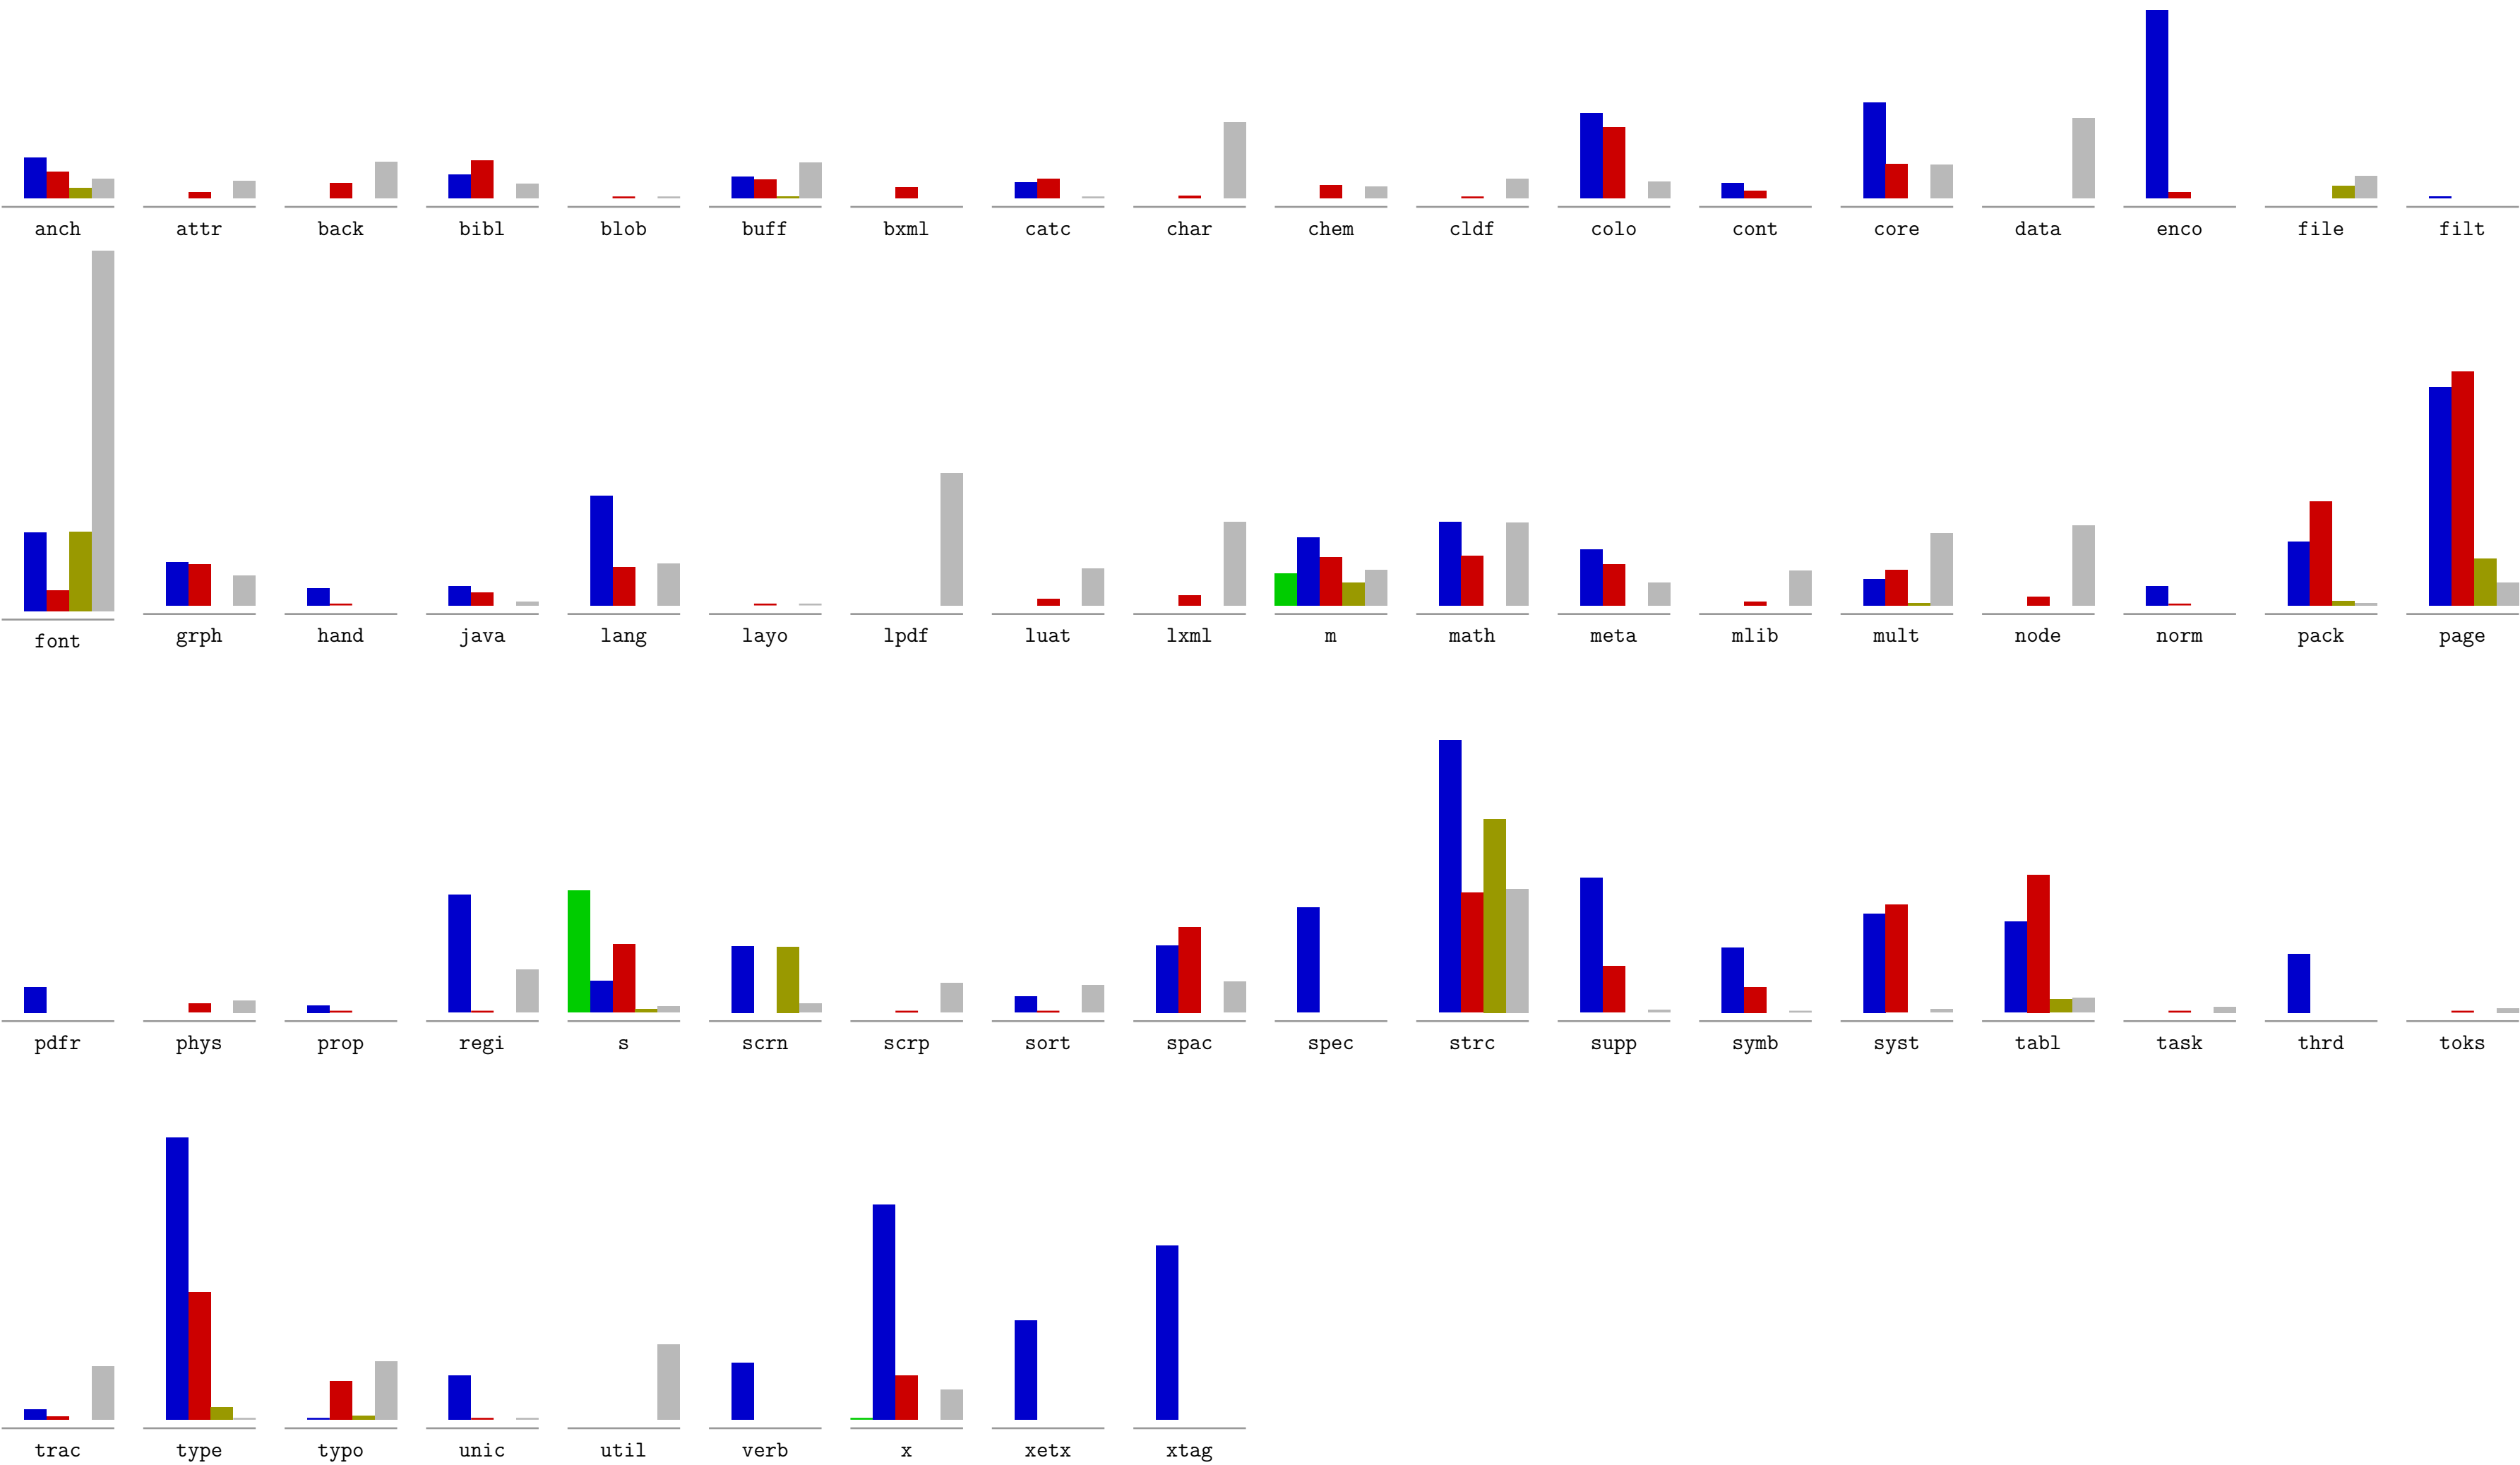 anch attr back bibl blob buff bxml catc char chem cldf colo cont core data enco file filt
font grph hand java lang layo lpdf luat lxml m math meta mlib mult node norm pack page
pdfr phys prop regi s scrn scrp sort spac spec strc supp symb syst tabl task thrd toks
trac type typo unic util verb x xetx xtag